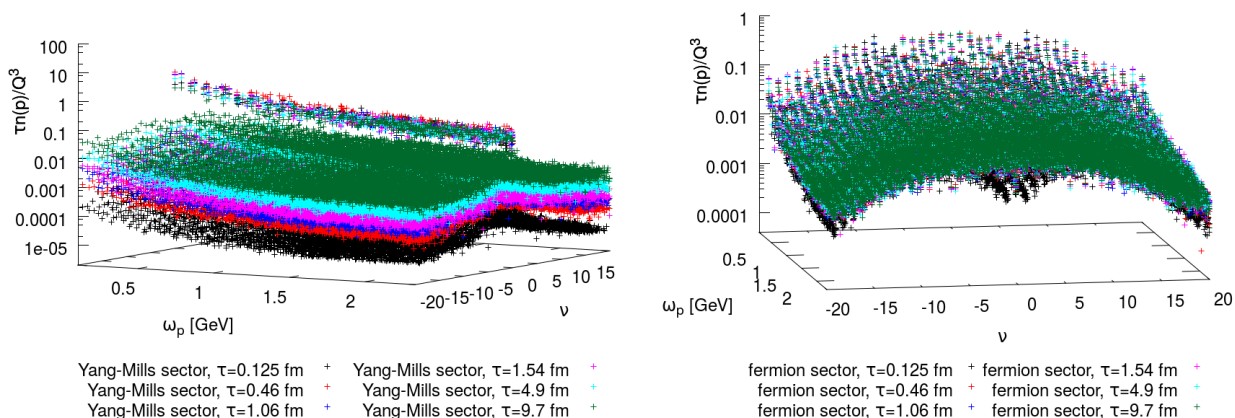 τn(p)/Q³
100
10
1
0.1
0.01
0.001
0.0001
1e-05
0.5
1
1.5
2
ωp [GeV]
-20 -15 -10 -5 0 5 10 15
ν
Yang-Mills sector, τ=0.125 fm
Yang-Mills sector, τ=0.46 fm
Yang-Mills sector, τ=1.06 fm
Yang-Mills sector, τ=1.54 fm
Yang-Mills sector, τ=4.9 fm
Yang-Mills sector, τ=9.7 fm
τn(p)/Q³
1
0.1
0.01
0.001
0.0001
0.5
1
1.5
2
ωp [GeV]
-20 -15 -10 -5 0 5 10 15 20
ν
fermion sector, τ=0.125 fm
fermion sector, τ=0.46 fm
fermion sector, τ=1.06 fm
fermion sector, τ=1.54 fm
fermion sector, τ=4.9 fm
fermion sector, τ=9.7 fm